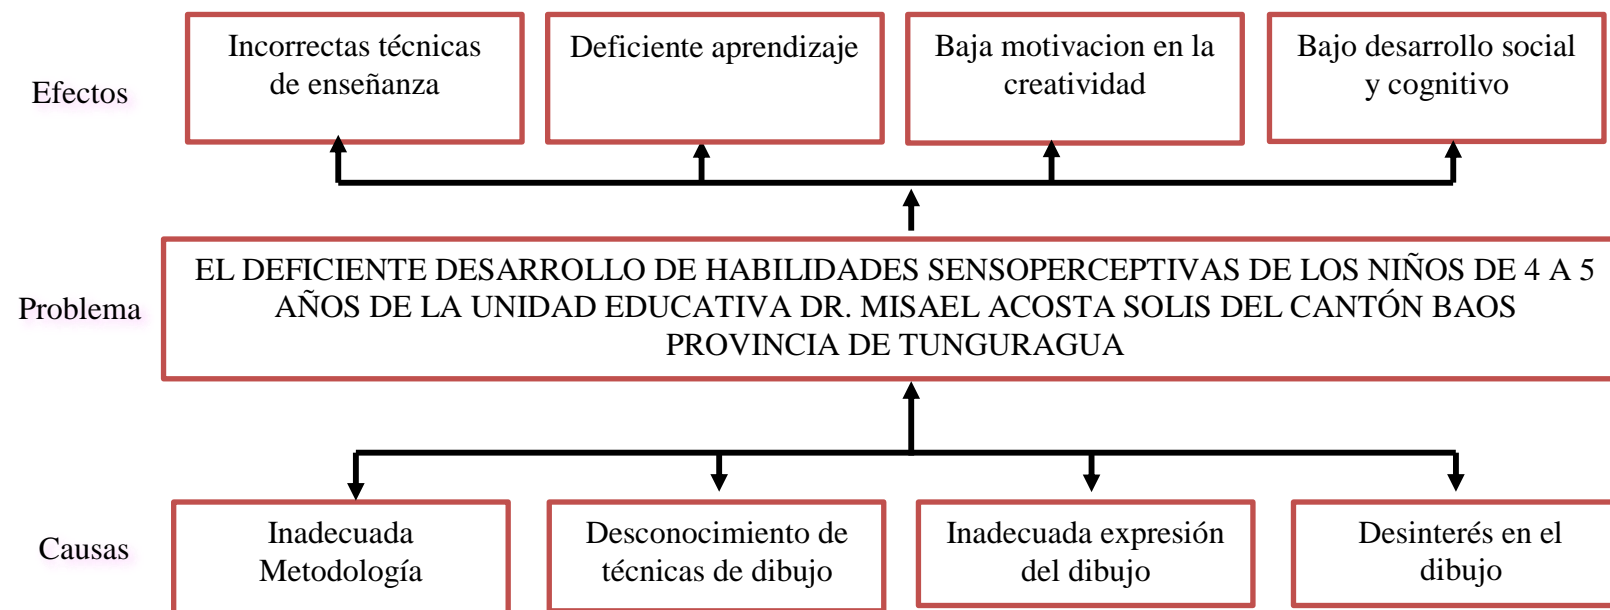 Efectos
Incorrectas técnicas
de enseñanza
Deficiente aprendizaje
Baja motivacion en la
creatividad
Bajo desarrollo social
y cognitivo
Problema
EL DEFICIENTE DESARROLLO DE HABILIDADES SENSOPERCEPTIVAS DE LOS NIÑOS DE 4 A 5
AÑOS DE LA UNIDAD EDUCATIVA DR. MISAEL ACOSTA SOLIS DEL CANTÓN BAOS
PROVINCIA DE TUNGURAGUA
Causas
Inadecuada
Metodología
Desconocimiento de
técnicas de dibujo
Inadecuada expresión
del dibujo
Desinterés en el
dibujo